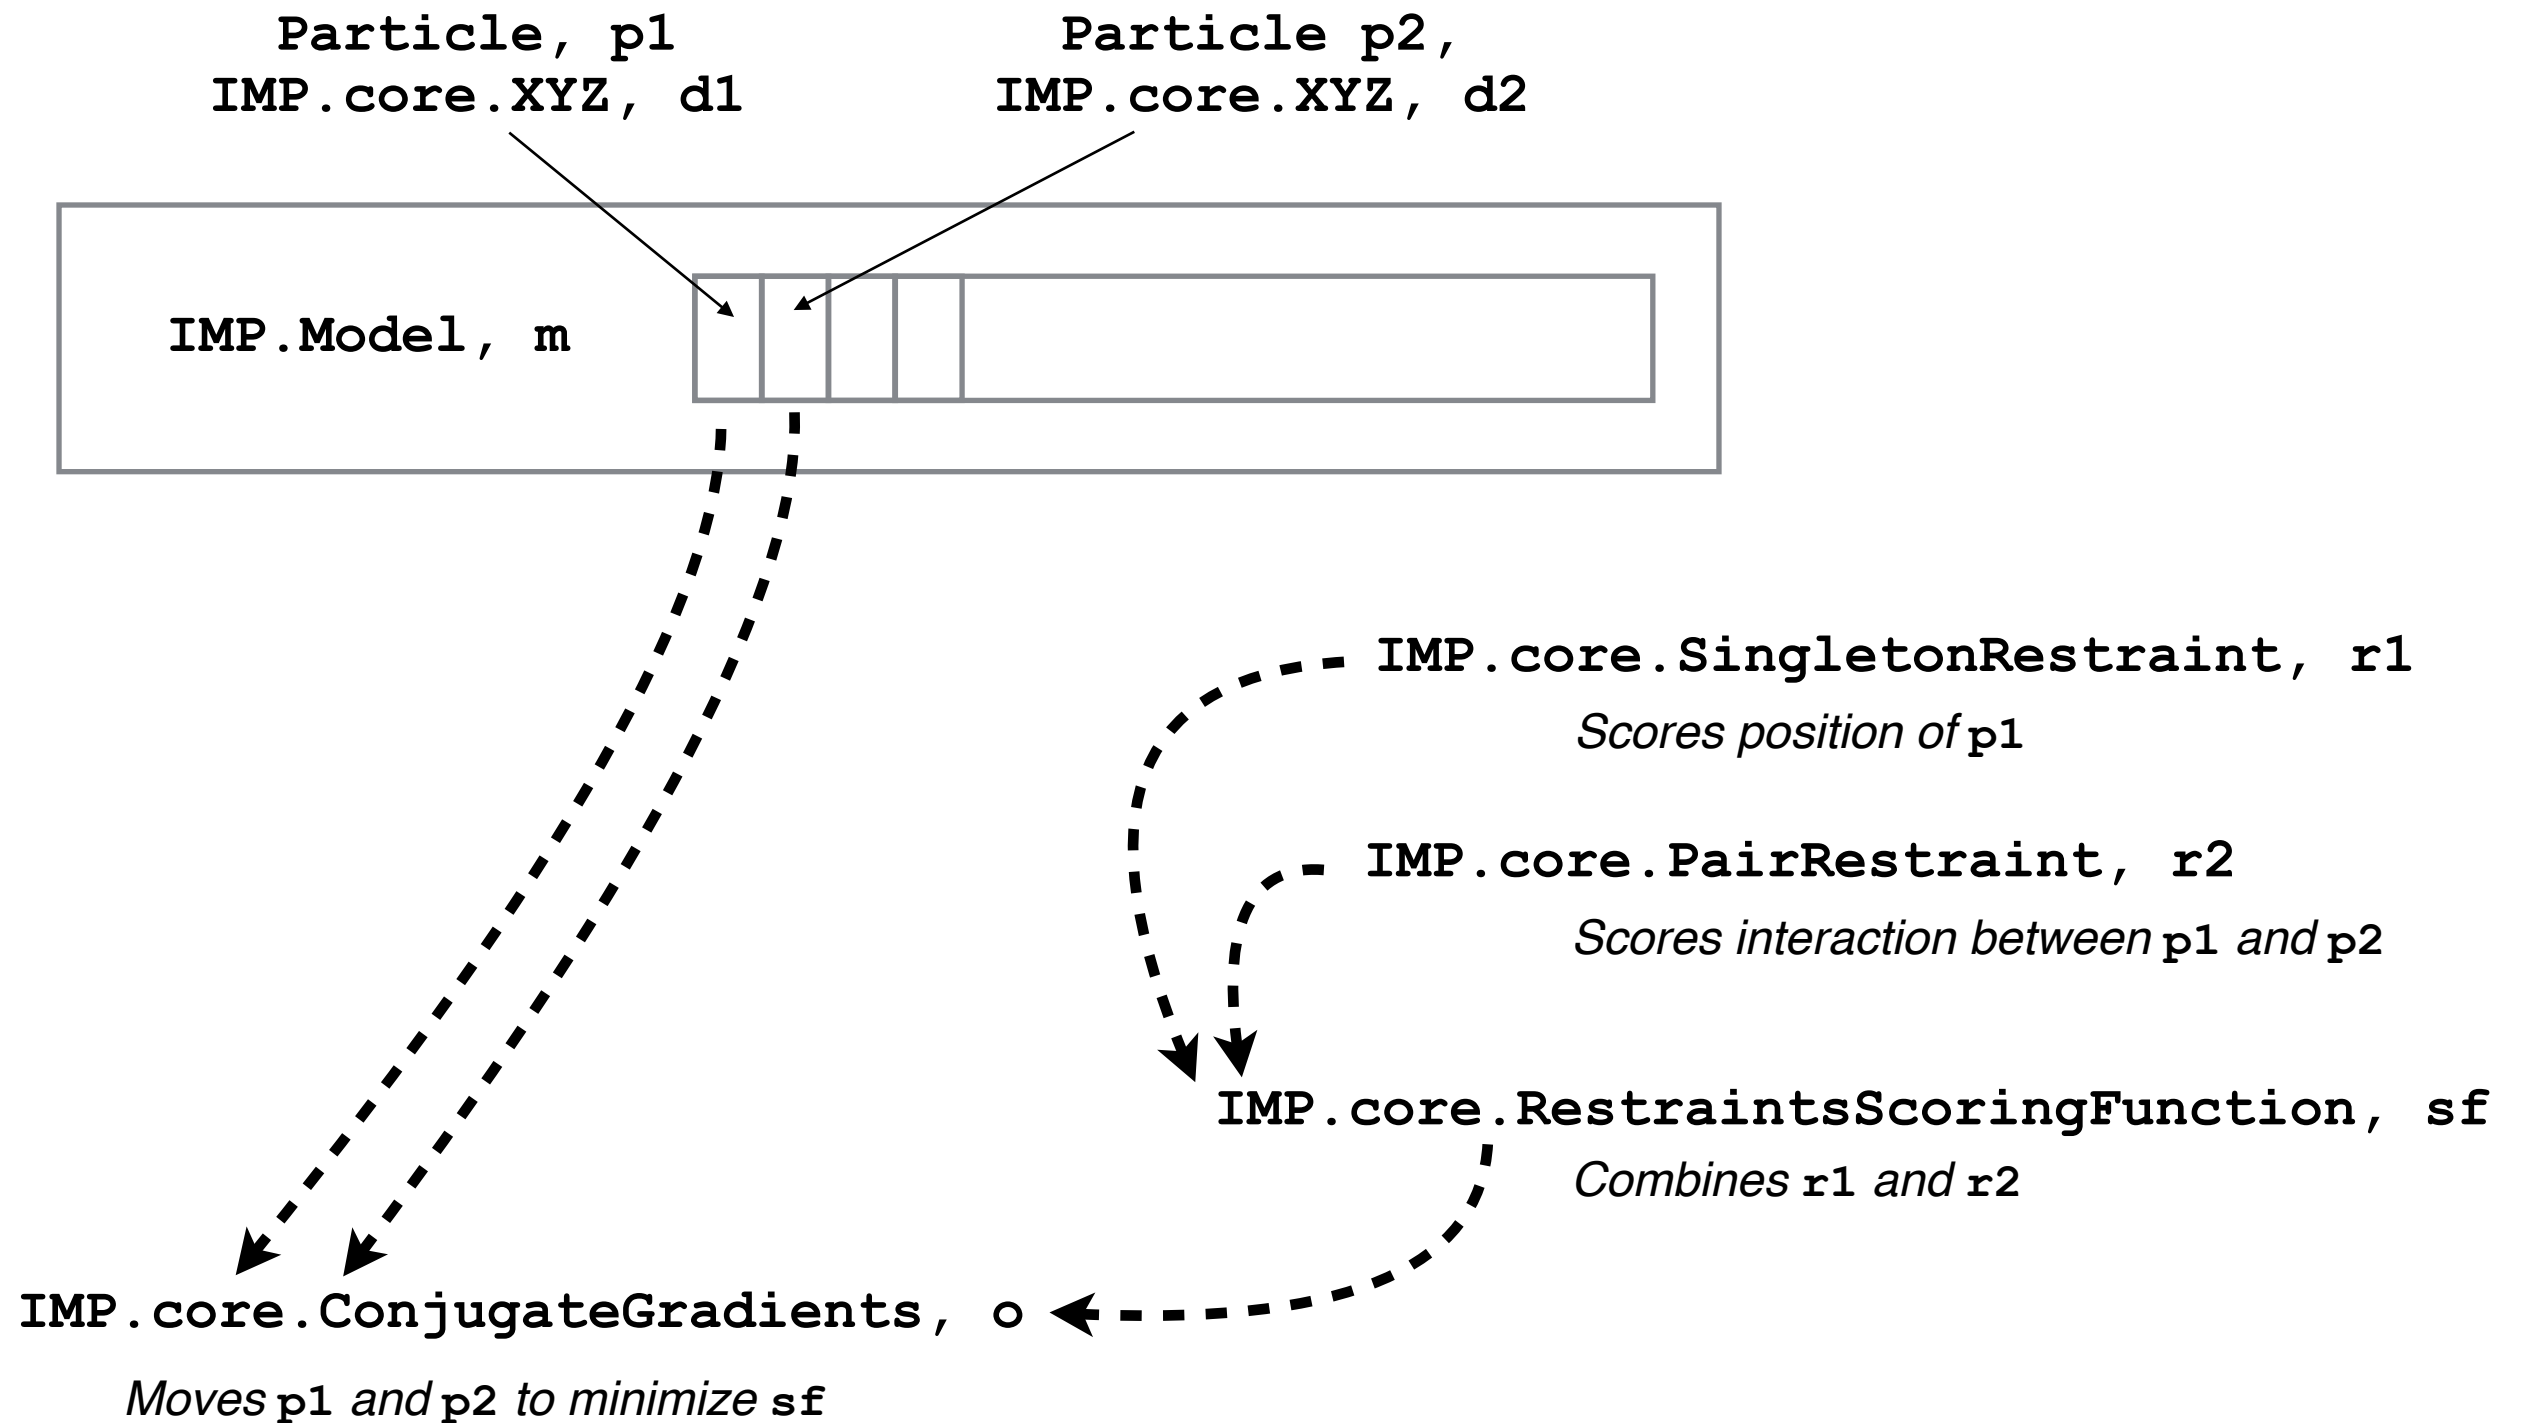 Particle, p1
IMP.core.XYZ, d1
Particle p2,
IMP.core.XYZ, d2
IMP.Model, m
IMP.core.SingletonRestraint, r1
Scores position of p1
IMP.core.PairRestraint, r2
Scores interaction between p1 and p2
IMP.core.RestraintsScoringFunction, sf
Combines r1 and r2
IMP.core.ConjugateGradients, o
Moves p1 and p2 to minimize sf